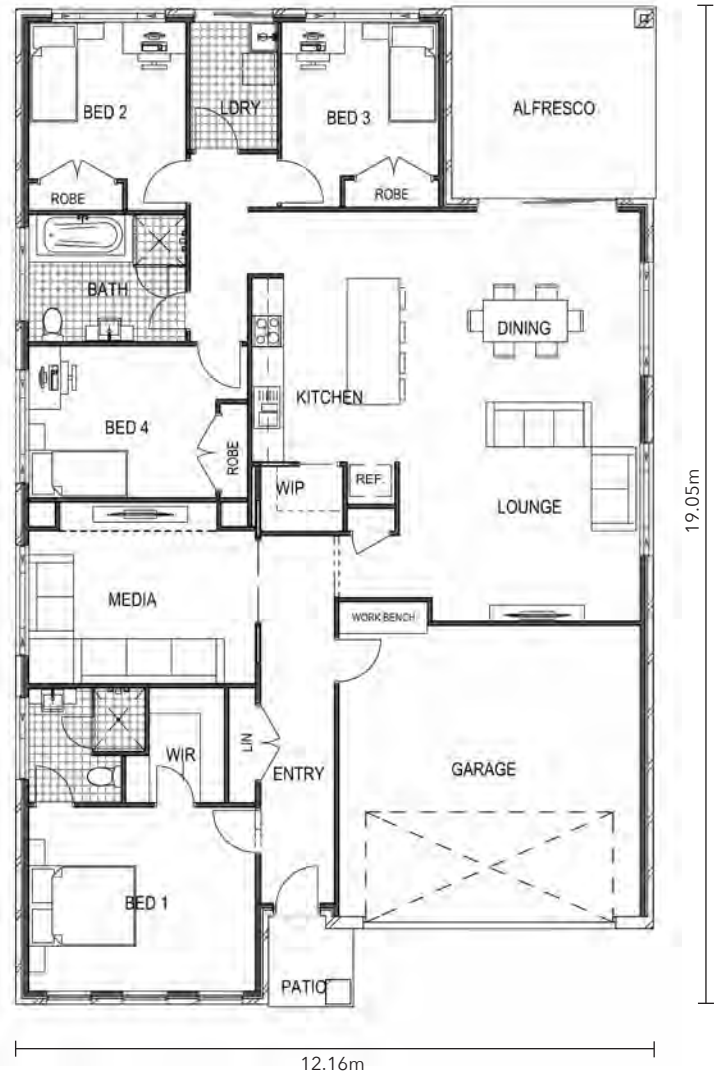 BED 2
LDRY
BED 3
ALFRESCO
ROBE
ROBE
BATH
DINING
KITCHEN
BED 4
ROBE
WIP
REF.
LOUNGE
19.05m
MEDIA
WORK BENCH
WIR
LIN
ENTRY
GARAGE
BED 1
PATIO
12.16m